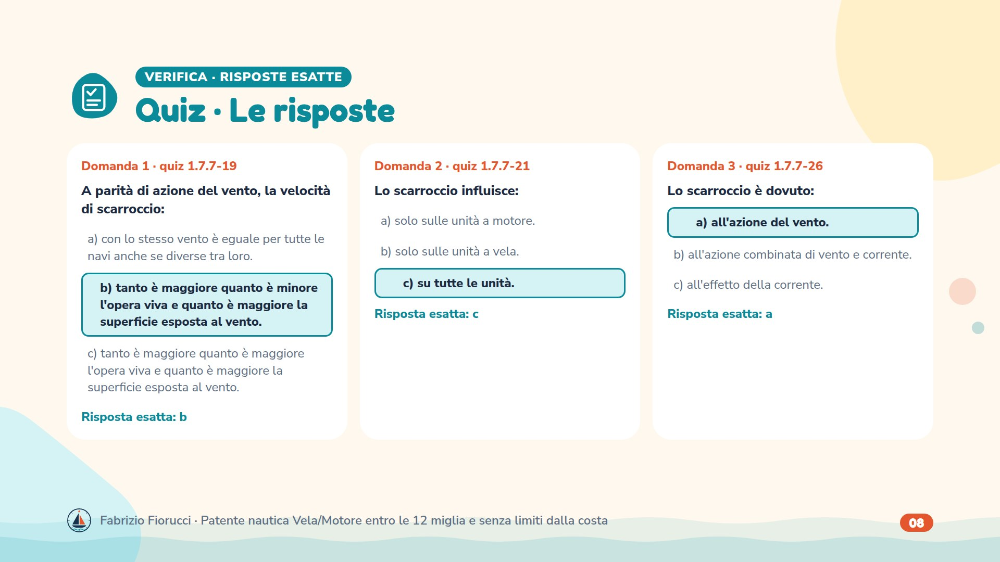 VERIFICA · RISPOSTE ESATTE
Quiz · Le risposte
Domanda 1 · quiz 1.7.7-19
A parità di azione del vento, la velocità
di scarroccio:
a) con lo stesso vento è eguale per tutte le
navi anche se diverse tra loro.
b) tanto è maggiore quanto è minore
l'opera viva e quanto è maggiore la
superficie esposta al vento.
c) tanto è maggiore quanto è maggiore
l'opera viva e quanto è maggiore la
superficie esposta al vento.
Risposta esatta: b
Domanda 2 · quiz 1.7.7-21
Lo scarroccio influisce:
a) solo sulle unità a motore.
b) solo sulle unità a vela.
c) su tutte le unità.
Risposta esatta: c
Domanda 3 · quiz 1.7.7-26
Lo scarroccio è dovuto:
a) all'azione del vento.
b) all'azione combinata di vento e corrente.
c) all'effetto della corrente.
Risposta esatta: a
Fabrizio Fiorucci · Patente nautica Vela/Motore entro le 12 miglia e senza limiti dalla costa
08